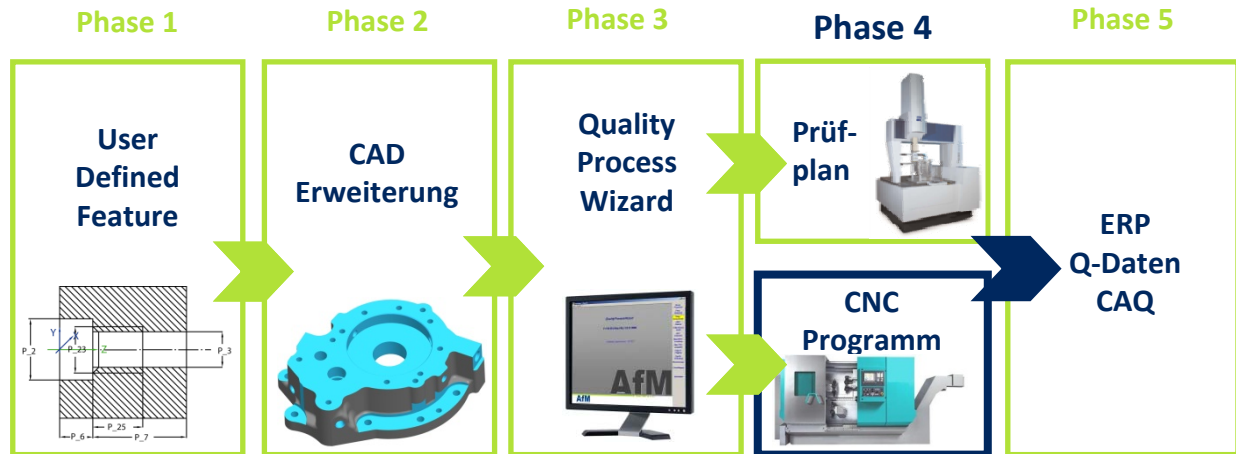 Phase 1
Phase 2
Phase 3
Phase 4
Phase 5
User
Defined
Feature
Y
X
Z
P_2
P_23
P_3
P_25
P_6
P_7
CAD
Erweiterung
Quality
Process
Wizard
AfM
AfM
Prüf-
plan
CNC
Programm
ERP
Q-Daten
CAQ